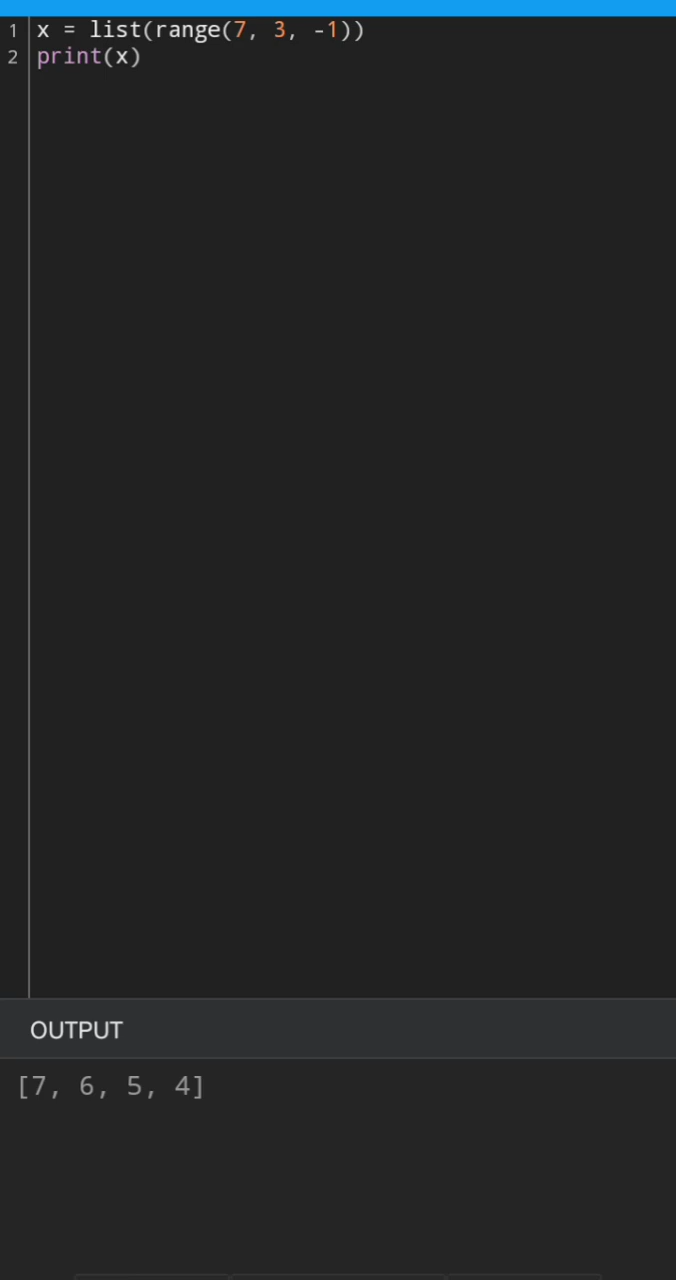 1 x = list(range(7, 3, -1))
2 print(x)
OUTPUT
[7, 6, 5, 4]